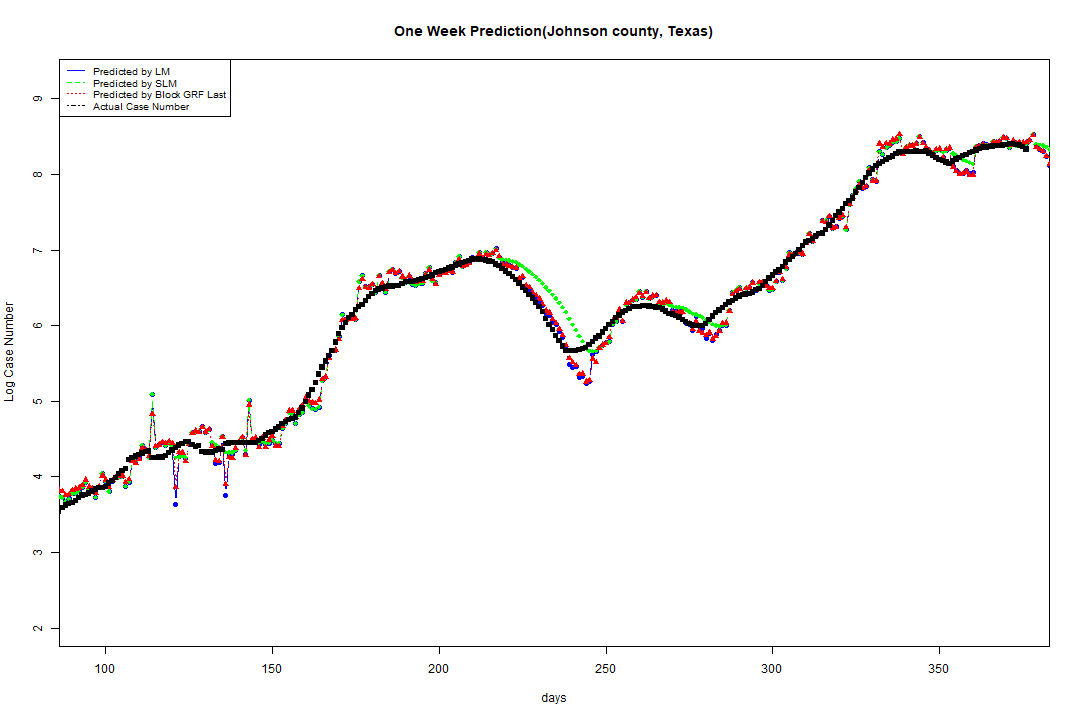 One Week Prediction(Johnson county, Texas)
Predicted by LM
Predicted by SLM
Predicted by Block GRF Last
Actual Case Number
9
8
7
6
5
4
3
2
Log Case Number
100 150 200 250 300 350
days